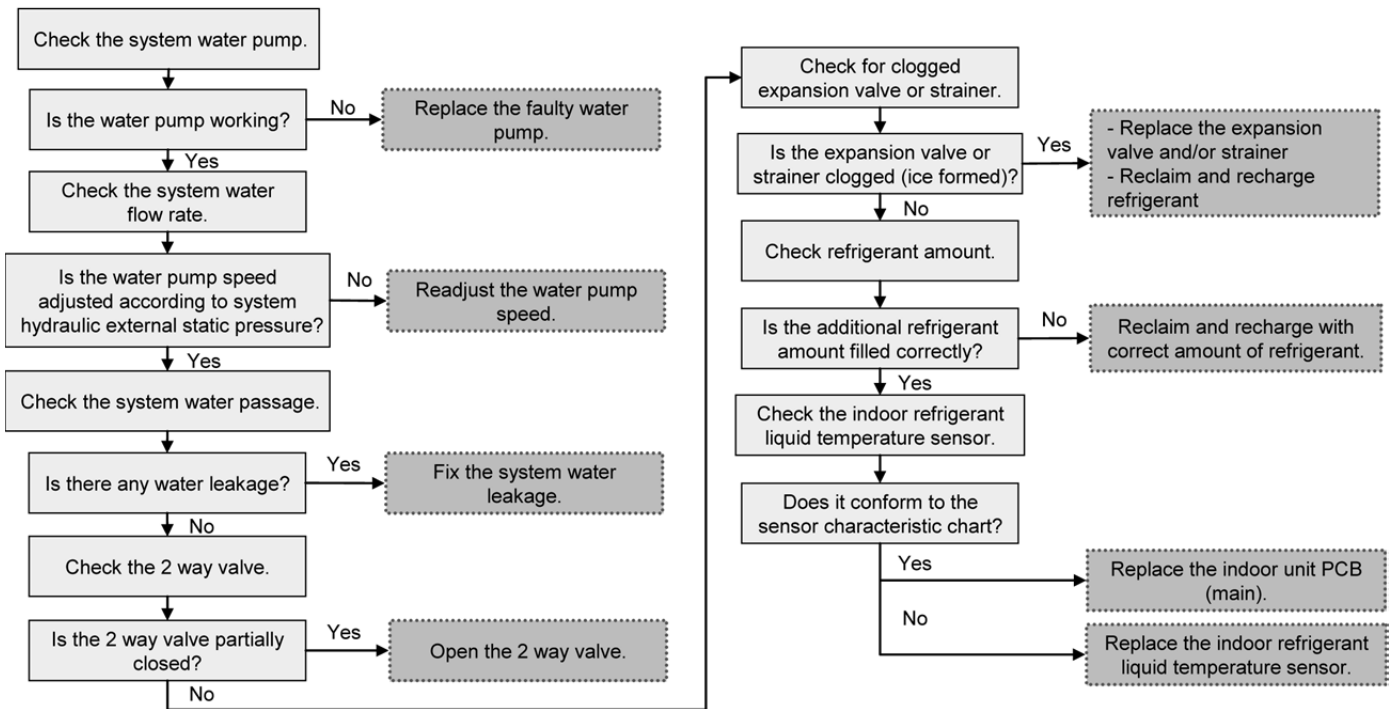 Check the system water pump.
Is the water pump working?
No
Replace the faulty water
pump.
Yes
Check the system water
flow rate.
Is the water pump speed
adjusted according to system
hydraulic external static pressure?
No
Readjust the water pump
speed.
Yes
Check the system water passage.
Is there any water leakage?
Yes
Fix the system water
leakage.
No
Check the 2 way valve.
Is the 2 way valve partially
closed?
Yes
Open the 2 way valve.
No
Check for clogged
expansion valve or strainer.
Is the expansion valve or
strainer clogged (ice formed)?
Yes
- Replace the expansion
valve and/or strainer
- Reclaim and recharge
refrigerant
No
Check refrigerant amount.
Is the additional refrigerant
amount filled correctly?
No
Reclaim and recharge with
correct amount of refrigerant.
Yes
Check the indoor refrigerant
liquid temperature sensor.
Does it conform to the
sensor characteristic chart?
Yes
Replace the indoor unit PCB
(main).
No
Replace the indoor refrigerant
liquid temperature sensor.